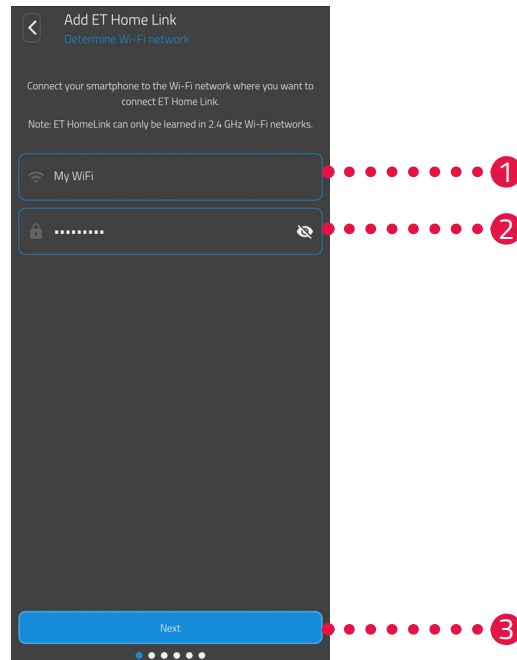 Add ET Home Link
Determine Wi-Fi network
Connect your smartphone to the Wi-Fi network where you want to
connect ET Home Link.
Note: ET HomeLink can only be learned in 2.4 GHz Wi-Fi networks.
My WiFi
1
•••••••••
2
Next
3